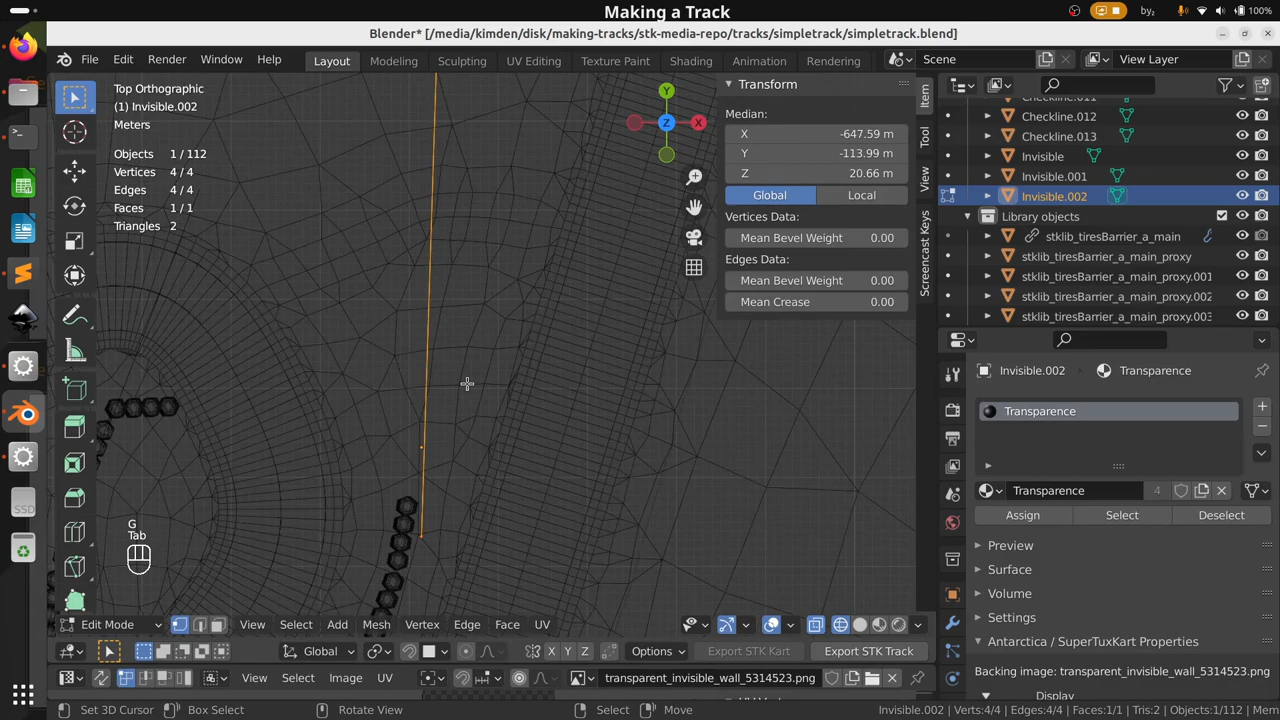 Making a Track
by₂
100%
Blender* [/media/kimden/disk/making-tracks/stk-media-repo/tracks/simpletrack/simpletrack.blend]
File Edit Render Window Help Layout Modeling Sculpting UV Editing Texture Paint Shading Animation Rendering Scene View Layer
Top Orthographic
(1) Invisible.002
Meters
Objects 1 / 112
Vertices 4 / 4
Edges 4 / 4
Faces 1 / 1
Triangles 2
G
Tab
Y
Z
X
Transform
Median:
X -647.59 m
Y -113.99 m
Z 20.66 m
Global Local
Vertices Data:
Mean Bevel Weight 0.00
Edges Data:
Mean Bevel Weight 0.00
Mean Crease 0.00
Item
Tool
View
Screencast Keys
Checkline.011
Checkline.012
Checkline.013
Invisible
Invisible.001
Invisible.002
Library objects
stklib_tiresBarrier_a_main
stklib_tiresBarrier_a_main_proxy
stklib_tiresBarrier_a_main_proxy.001
stklib_tiresBarrier_a_main_proxy.002
stklib_tiresBarrier_a_main_proxy.003
Invisible.002 Transparence
Transparence
Transparence 4
Assign Select Deselect
Preview
Surface
Volume
Settings
Antarctica / SuperTuxKart Properties
Backing image: transparent_invisible_wall_5314523.png
Display
SSD
Edit Mode View Select Add Mesh Vertex Edge Face UV
Global X Y Z Options Export STK Kart Export STK Track
View Select Image UV transparent_invisible_wall_5314523.png
Set 3D Cursor Box Select Rotate View Select Move Invisible.002 | Verts:4/4 | Edges:4/4 | Faces:1/1 | Tris:2 | Objects:1/112 | Mem